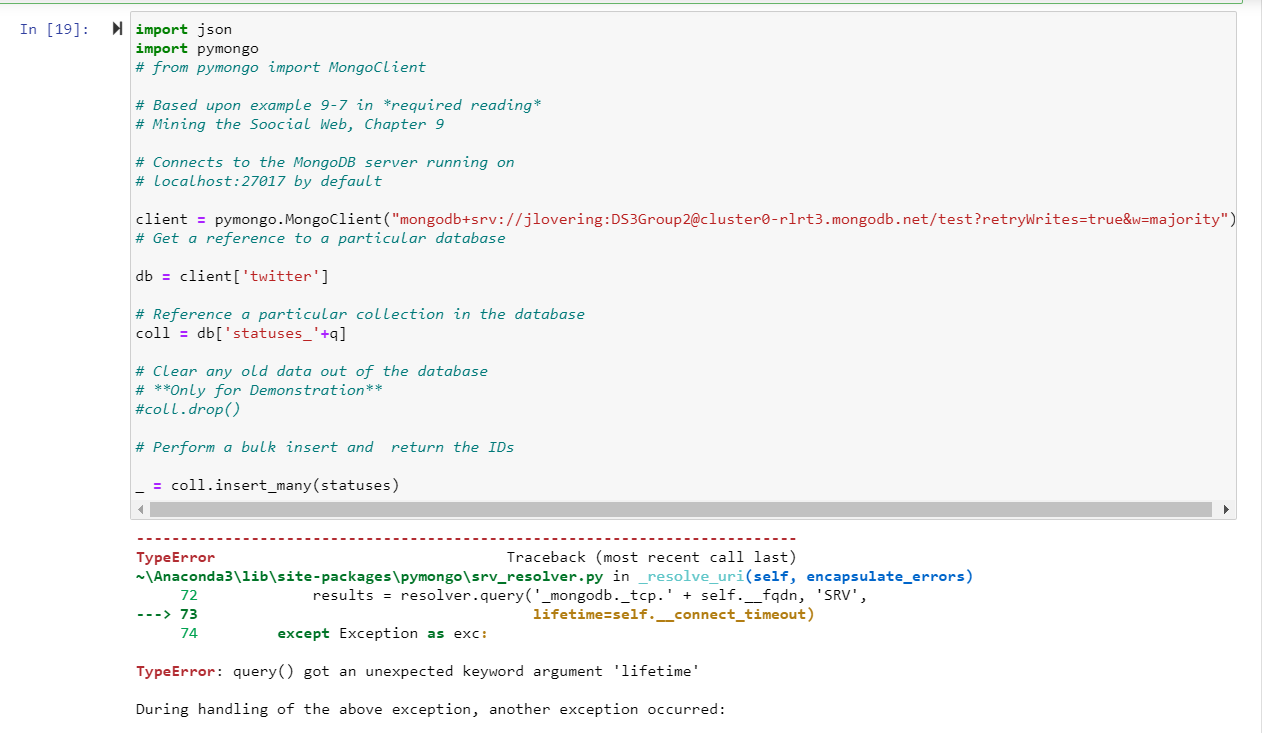 In [19]:
import json
import pymongo
# from pymongo import MongoClient
# Based upon example 9-7 in *required reading*
# Mining the Soocial Web, Chapter 9
# Connects to the MongoDB server running on
# localhost:27017 by default
client = pymongo.MongoClient("mongodb+srv://jlovering:DS3Group2@cluster0-rlrt3.mongodb.net/test?retryWrites=true&w=majority")
# Get a reference to a particular database
db = client['twitter']
# Reference a particular collection in the database
coll = db['statuses_'+q]
# Clear any old data out of the database
# **Only for Demonstration**
#coll.drop()
# Perform a bulk insert and  return the IDs
_ = coll.insert_many(statuses)
---------------------------------------------------------------------------
TypeError                                 Traceback (most recent call last)
~\Anaconda3\lib\site-packages\pymongo\srv_resolver.py in _resolve_uri(self, encapsulate_errors)
     72             results = resolver.query('_mongodb._tcp.' + self.__fqdn, 'SRV',
---> 73                                      lifetime=self.__connect_timeout)
     74         except Exception as exc:
TypeError: query() got an unexpected keyword argument 'lifetime'
During handling of the above exception, another exception occurred: